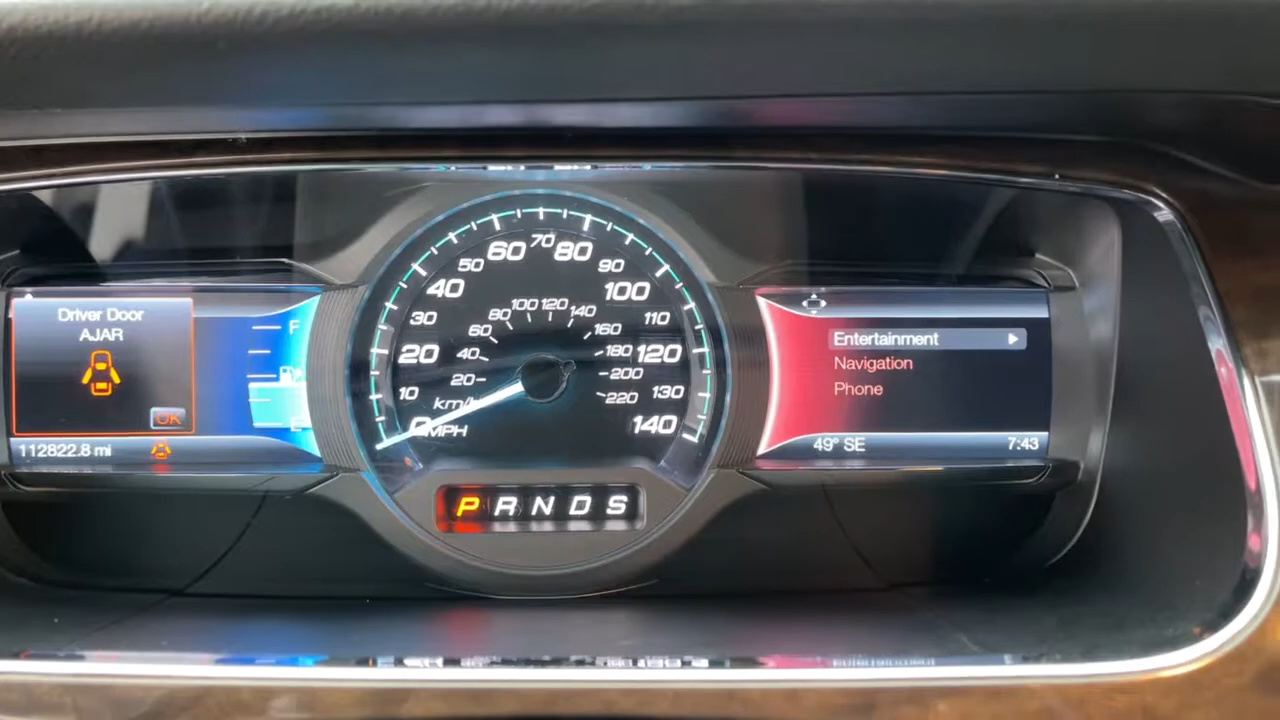 Driver Door
AJAR
OK
112822.8 mi
F
E
0
10
20
30
40
50
60
70
80
90
100
110
120
130
140
MPH
km/h
20
40
60
80
100
120
140
160
180
200
220
P R N D S
Entertainment
Navigation
Phone
49° SE
7:43